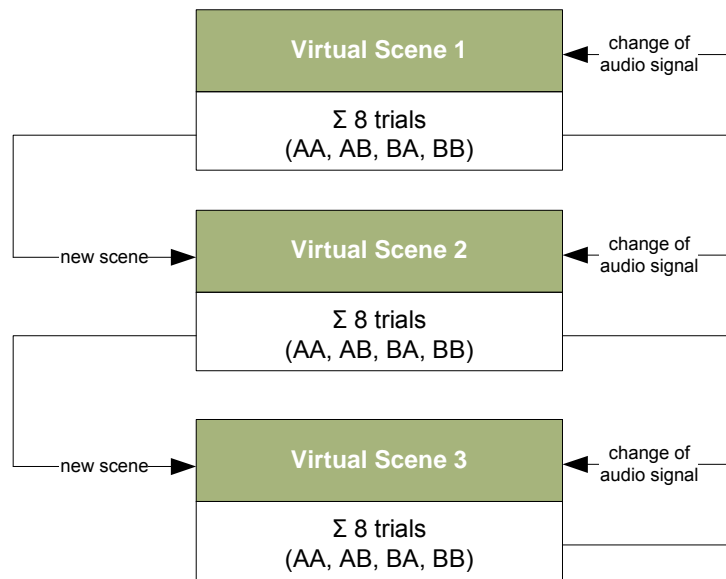 Virtual Scene 1
change of
audio signal
Σ 8 trials
(AA, AB, BA, BB)
new scene
Virtual Scene 2
change of
audio signal
Σ 8 trials
(AA, AB, BA, BB)
new scene
Virtual Scene 3
change of
audio signal
Σ 8 trials
(AA, AB, BA, BB)